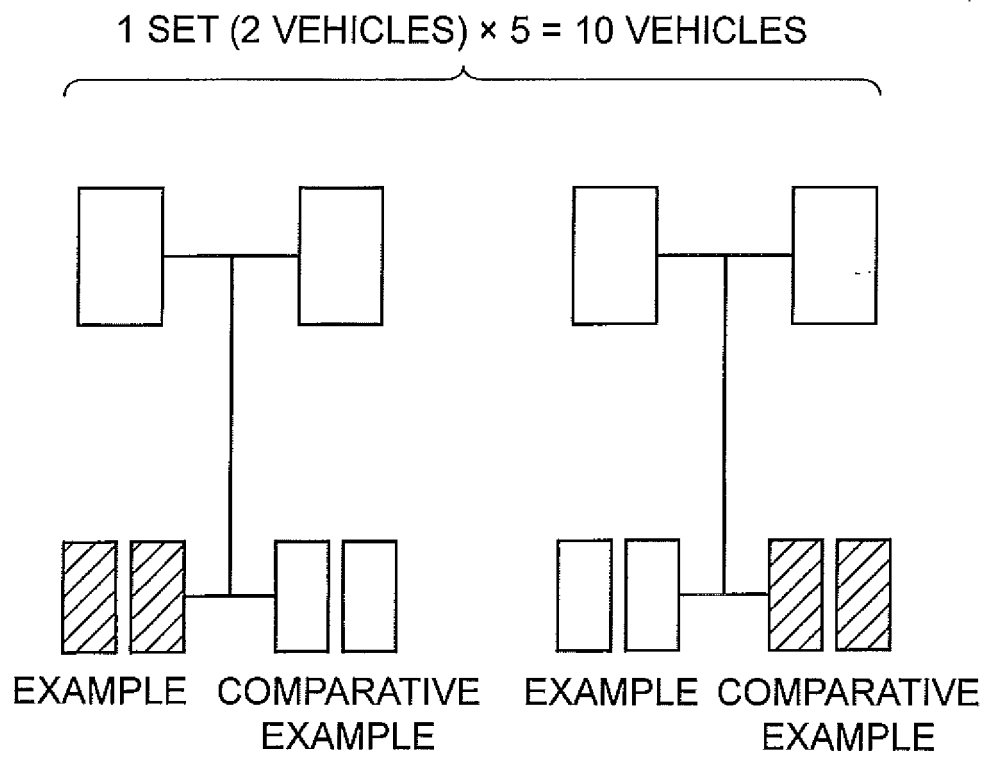 1 SET (2 VEHICLES) × 5 = 10 VEHICLES
EXAMPLE
COMPARATIVE
EXAMPLE
EXAMPLE
COMPARATIVE
EXAMPLE